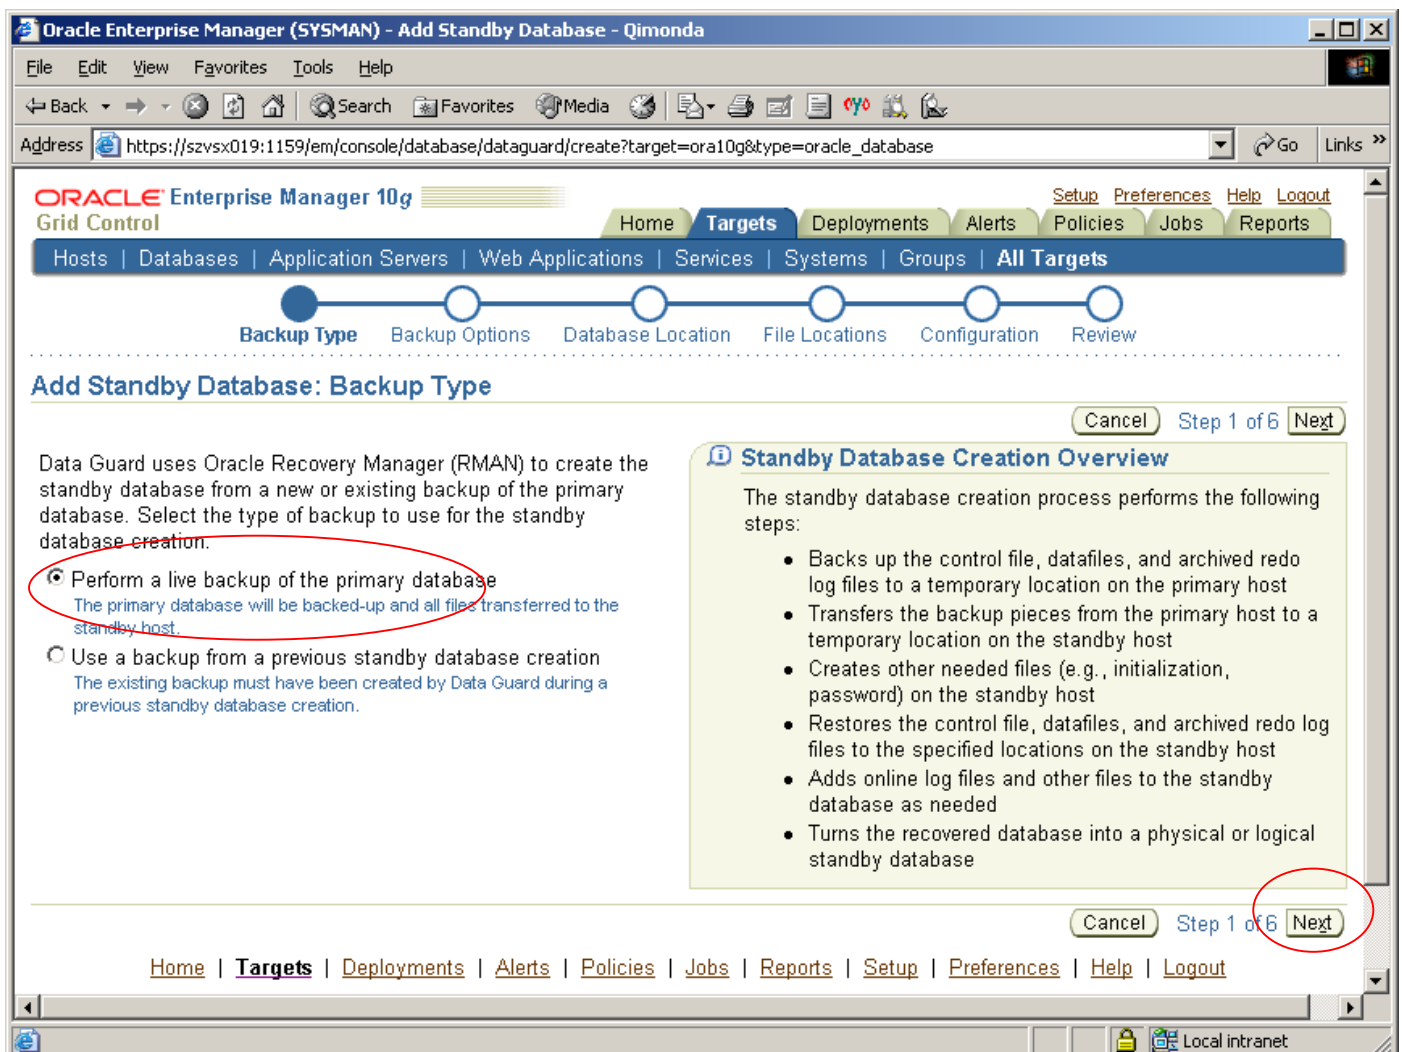 Oracle Enterprise Manager (SYSMAN) - Add Standby Database - Qimonda
File Edit View Favorites Tools Help
Back Search Favorites Media
Address https://szvsx019:1159/em/console/database/dataguard/create?target=ora10g&type=oracle_database Go Links »
ORACLE Enterprise Manager 10g
Grid Control
Setup Preferences Help Logout
Home Targets Deployments Alerts Policies Jobs Reports
Hosts | Databases | Application Servers | Web Applications | Services | Systems | Groups | All Targets
Backup Type Backup Options Database Location File Locations Configuration Review
Add Standby Database: Backup Type
Cancel Step 1 of 6 Next
Data Guard uses Oracle Recovery Manager (RMAN) to create the
standby database from a new or existing backup of the primary
database. Select the type of backup to use for the standby
database creation.
Perform a live backup of the primary database
The primary database will be backed-up and all files transferred to the
standby host.
Use a backup from a previous standby database creation
The existing backup must have been created by Data Guard during a
previous standby database creation.
Standby Database Creation Overview
The standby database creation process performs the following
steps:
• Backs up the control file, datafiles, and archived redo
log files to a temporary location on the primary host
• Transfers the backup pieces from the primary host to a
temporary location on the standby host
• Creates other needed files (e.g., initialization,
password) on the standby host
• Restores the control file, datafiles, and archived redo log
files to the specified locations on the standby host
• Adds online log files and other files to the standby
database as needed
• Turns the recovered database into a physical or logical
standby database
Cancel Step 1 of 6 Next
Home | Targets | Deployments | Alerts | Policies | Jobs | Reports | Setup | Preferences | Help | Logout
Local intranet